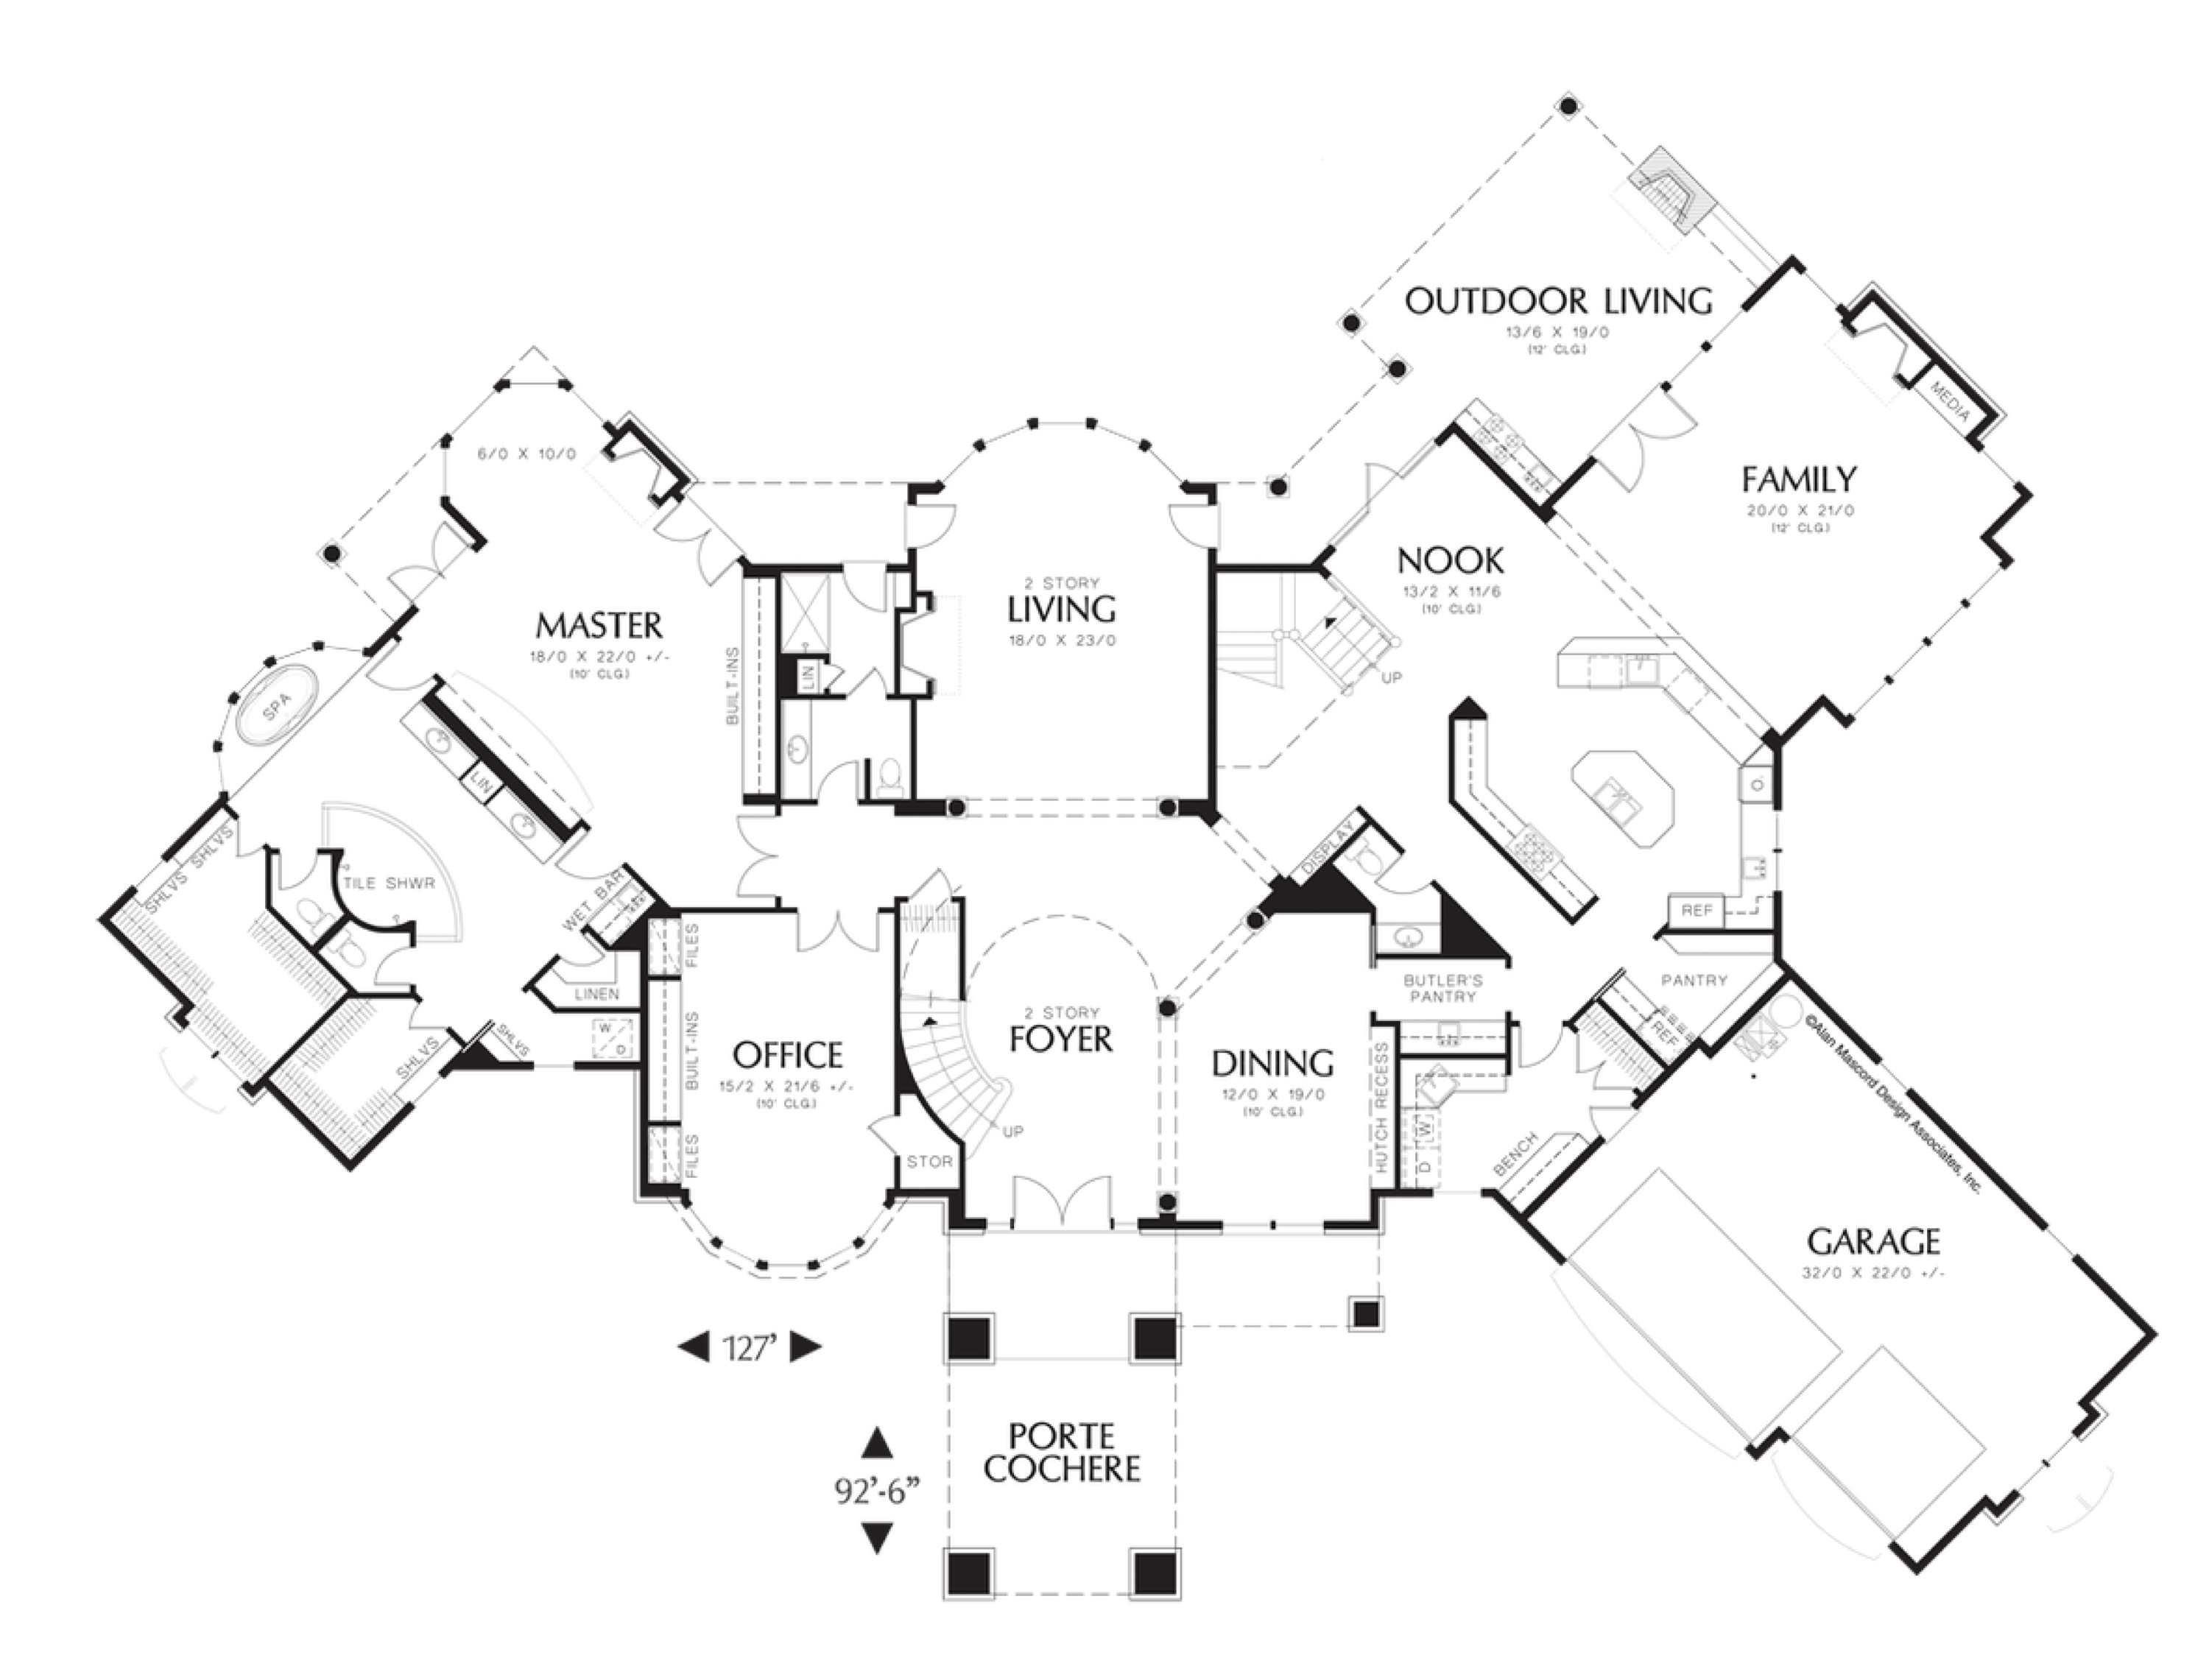 OUTDOOR LIVING
13/6 X 19/0
(12' CLG.)
MEDIA
6/0 X 10/0
FAMILY
20/0 X 21/0
(12' CLG.)
NOOK
13/2 X 11/6
(10' CLG.)
2 STORY
LIVING
18/0 X 23/0
MASTER
18/0 X 22/0 +/-
(10' CLG.)
BUILT-INS
LIN
UP
SPA
LIN
SHLVS
SHLVS
TILE SHWR
WET BAR
DISPLAY
REF
FILES
LINEN
BUTLER'S
PANTRY
PANTRY
REF
W
D
SHLVS
SHLVS
BUILT-INS
OFFICE
15/2 X 21/6 +/-
(10' CLG.)
2 STORY
FOYER
DINING
12/0 X 19/0
(10' CLG.)
HUTCH RECESS
W
D
BENCH
UP
STOR
FILES
©Alan Mascord Design Associates, Inc.
GARAGE
32/0 X 22/0 +/-
127'
PORTE
COCHERE
92'-6"